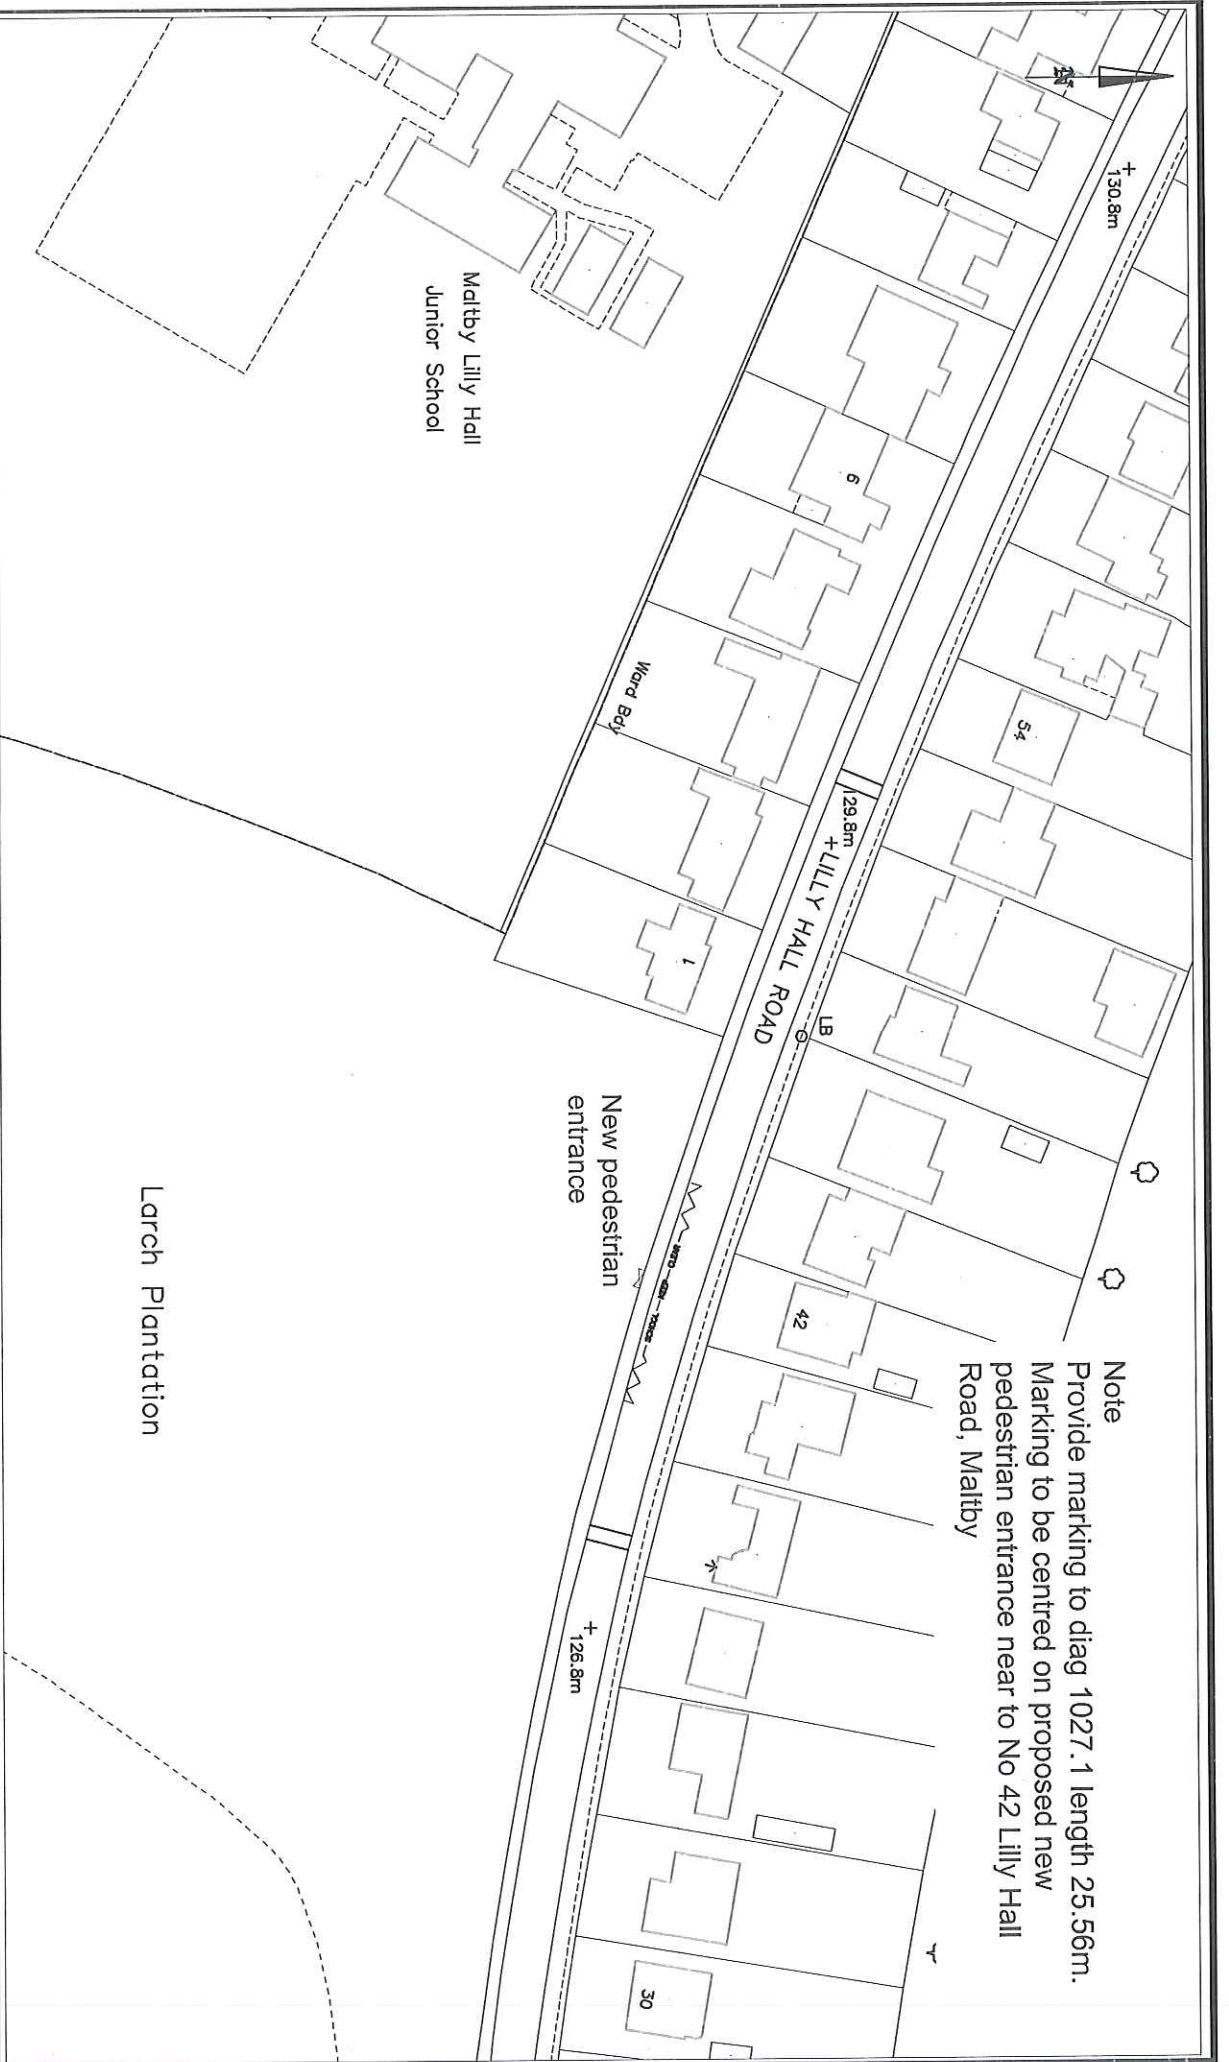 Note
Provide marking to diag 1027.1 length 25.56m.
Marking to be centred on proposed new
pedestrian entrance near to No 42 Lilly Hall
Road, Maltby
N
130.8m
54
129.8m
LILLY HALL ROAD
LB
6
Ward Bdy
1
42
Maltby Lilly Hall
Junior School
New pedestrian
entrance
126.8m
30
Larch Plantation